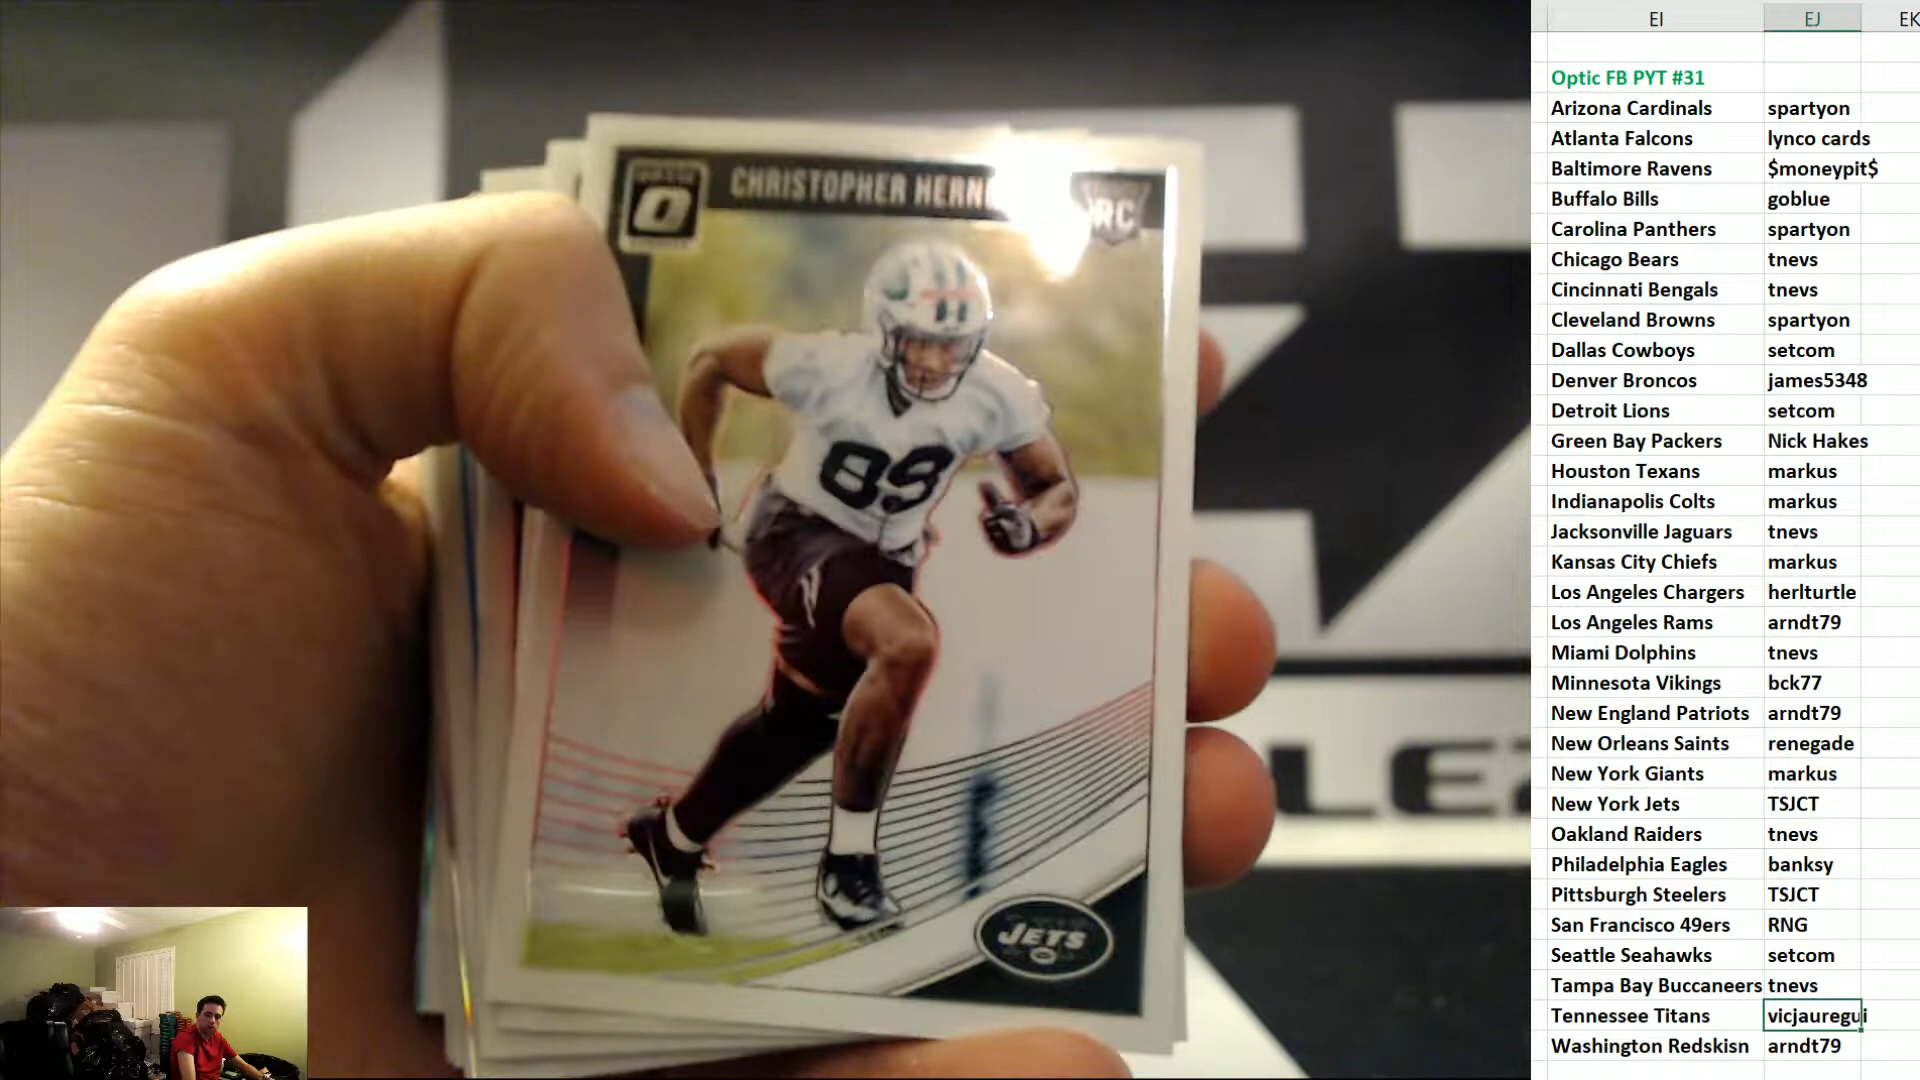 O
CHRISTOPHER
RC
89
JETS
EI EJ EK
Optic FB PYT #31
Arizona Cardinals spartyon
Atlanta Falcons lynco cards
Baltimore Ravens $moneypit$
Buffalo Bills goblue
Carolina Panthers spartyon
Chicago Bears tnevs
Cincinnati Bengals tnevs
Cleveland Browns spartyon
Dallas Cowboys setcom
Denver Broncos james5348
Detroit Lions setcom
Green Bay Packers Nick Hakes
Houston Texans markus
Indianapolis Colts markus
Jacksonville Jaguars tnevs
Kansas City Chiefs markus
Los Angeles Chargers herlturtle
Los Angeles Rams arndt79
Miami Dolphins tnevs
Minnesota Vikings bck77
New England Patriots arndt79
New Orleans Saints renegade
New York Giants markus
New York Jets TSJCT
Oakland Raiders tnevs
Philadelphia Eagles banksy
Pittsburgh Steelers TSJCT
San Francisco 49ers RNG
Seattle Seahawks setcom
Tampa Bay Buccaneers tnevs
Tennessee Titans vicjauregui
Washington Redskisn arndt79